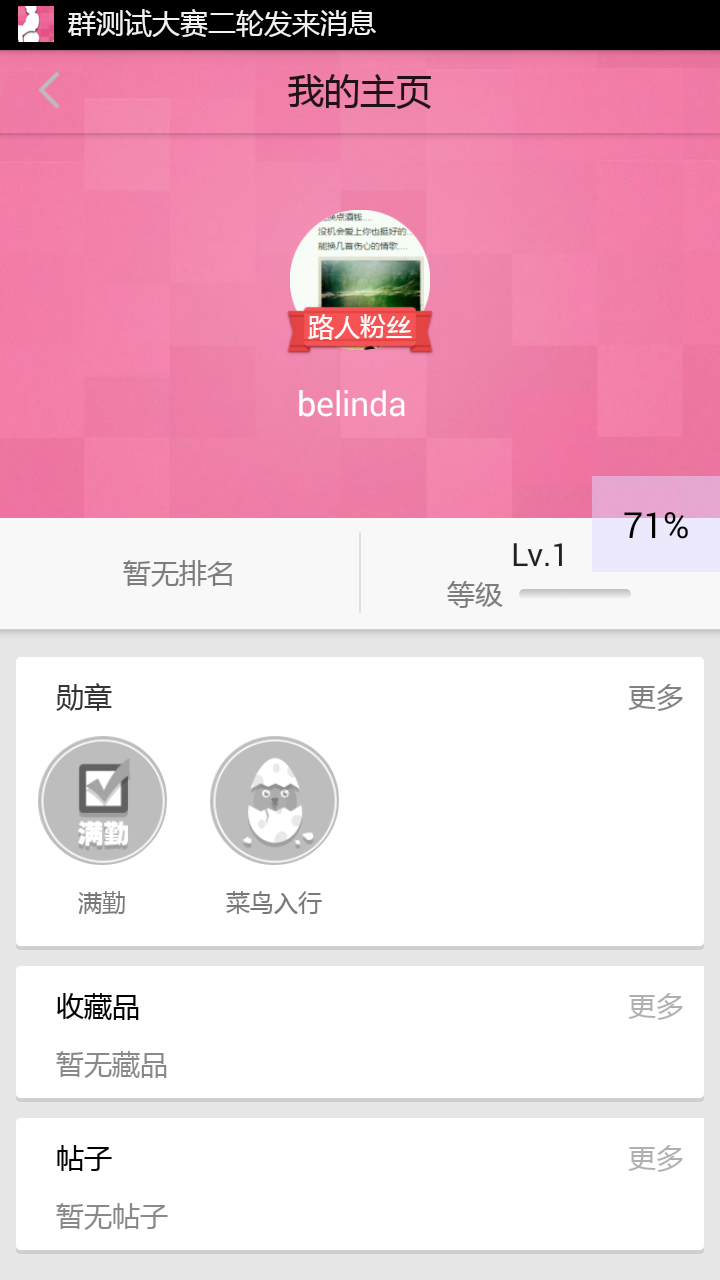 群测试大赛二轮发来消息
我的主页
没机会爱上你也挺好的...
能换几首伤心的情歌....
路人粉丝
belinda
71%
暂无排名
Lv.1
等级
勋章
更多
满勤
满勤
菜鸟入行
收藏品
更多
暂无藏品
帖子
更多
暂无帖子